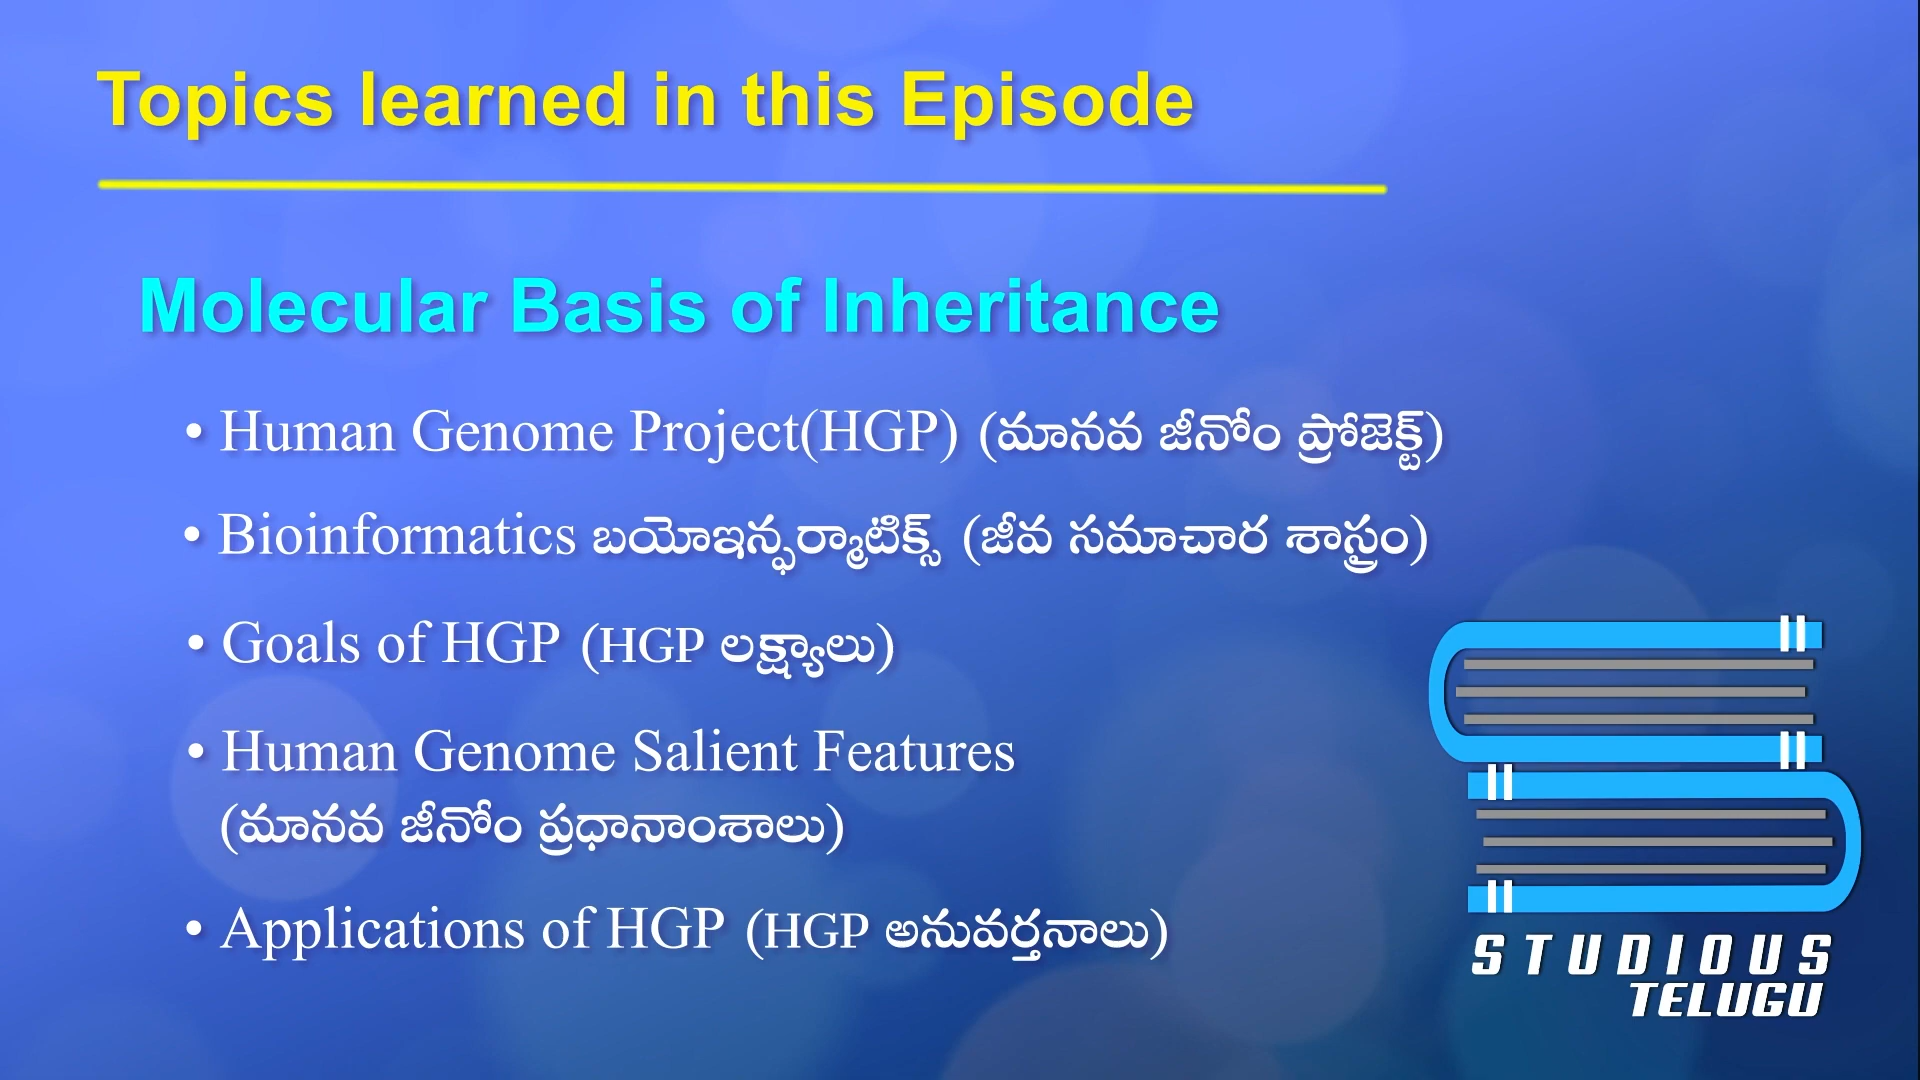 Topics learned in this Episode
Molecular Basis of Inheritance
• Human Genome Project(HGP) (మానవ జీనోం ప్రోజెక్ట్)
• Bioinformatics బయోఇన్ఫర్మాటిక్స్ (జీవ సమాచార శాస్త్రం)
• Goals of HGP (HGP లక్ష్యాలు)
• Human Genome Salient Features
(మానవ జీనోం ప్రధానాంశాలు)
• Applications of HGP (HGP అనువర్తనాలు)
STUDIOUS
TELUGU